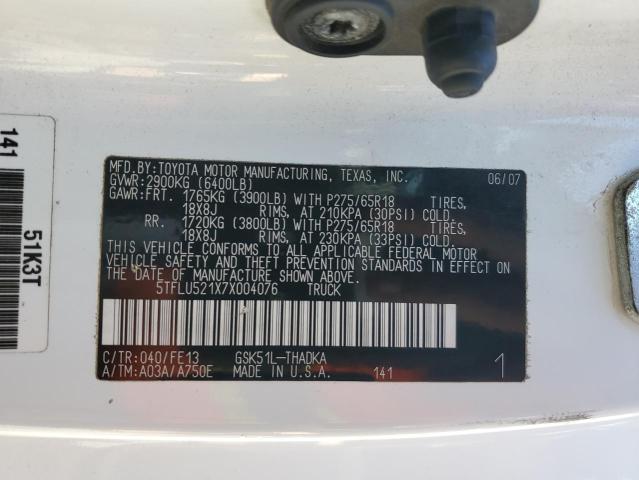 MFD.BY:TOYOTA MOTOR MANUFACTURING, TEXAS, INC. 06/07
GVWR:2900KG (6400LB)
GAWR:FRT. 1765KG (3900LB) WITH P275/65R18 TIRES,
18X8J RIMS, AT 210KPA (30PSI) COLD.
RR. 1720KG (3800LB) WITH P275/65R18 TIRES,
18X8J RIMS, AT 230KPA (33PSI) COLD.
THIS VEHICLE CONFORMS TO ALL APPLICABLE FEDERAL MOTOR
VEHICLE SAFETY AND THEFT PREVENTION STANDARDS IN EFFECT ON
THE DATE OF MANUFACTURE SHOWN ABOVE.
5TFLU521X7X004076 TRUCK
C/TR:040/FE13 GSK51L-THADKA
A/TM:A03A/A750E MADE IN U.S.A. 141 1
141
51K3T